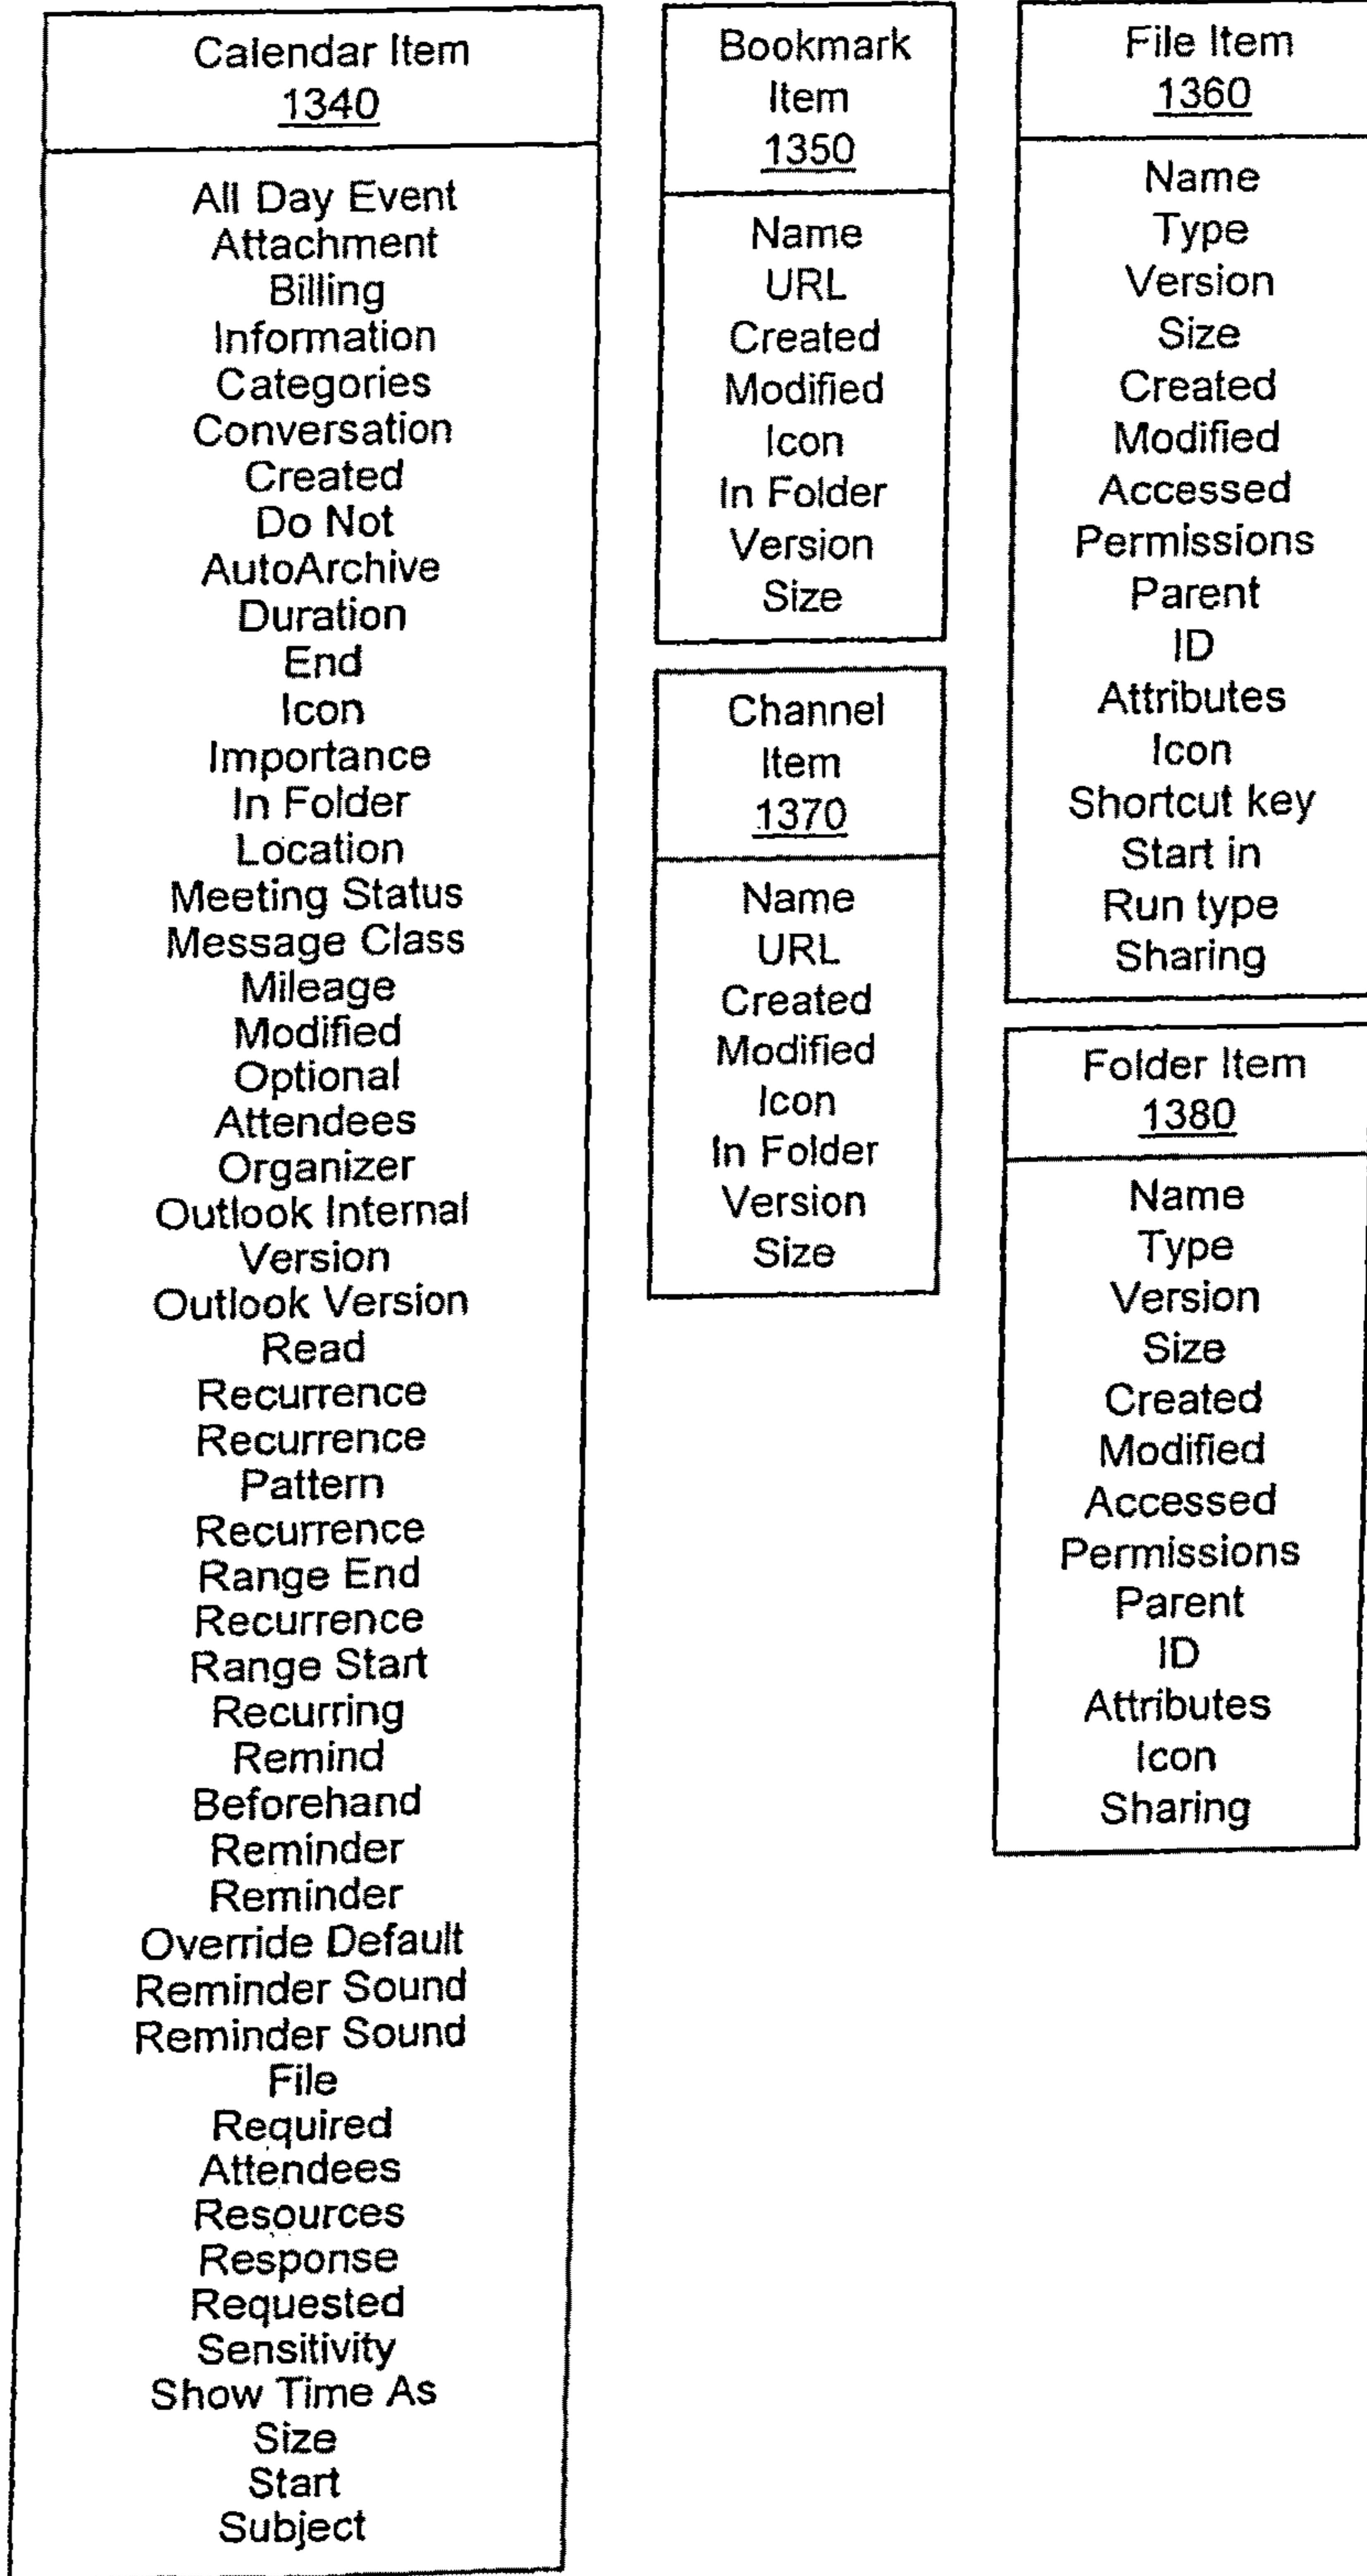 Calendar Item
1340
All Day Event
Attachment
Billing
Information
Categories
Conversation
Created
Do Not
AutoArchive
Duration
End
Icon
Importance
In Folder
Location
Meeting Status
Message Class
Mileage
Modified
Optional
Attendees
Organizer
Outlook Internal
Version
Outlook Version
Read
Recurrence
Recurrence
Pattern
Recurrence
Range End
Recurrence
Range Start
Recurring
Remind
Beforehand
Reminder
Reminder
Override Default
Reminder Sound
Reminder Sound
File
Required
Attendees
Resources
Response
Requested
Sensitivity
Show Time As
Size
Start
Subject
Bookmark
Item
1350
Name
URL
Created
Modified
Icon
In Folder
Version
Size
Channel
Item
1370
Name
URL
Created
Modified
Icon
In Folder
Version
Size
File Item
1360
Name
Type
Version
Size
Created
Modified
Accessed
Permissions
Parent
ID
Attributes
Icon
Shortcut key
Start in
Run type
Sharing
Folder Item
1380
Name
Type
Version
Size
Created
Modified
Accessed
Permissions
Parent
ID
Attributes
Icon
Sharing